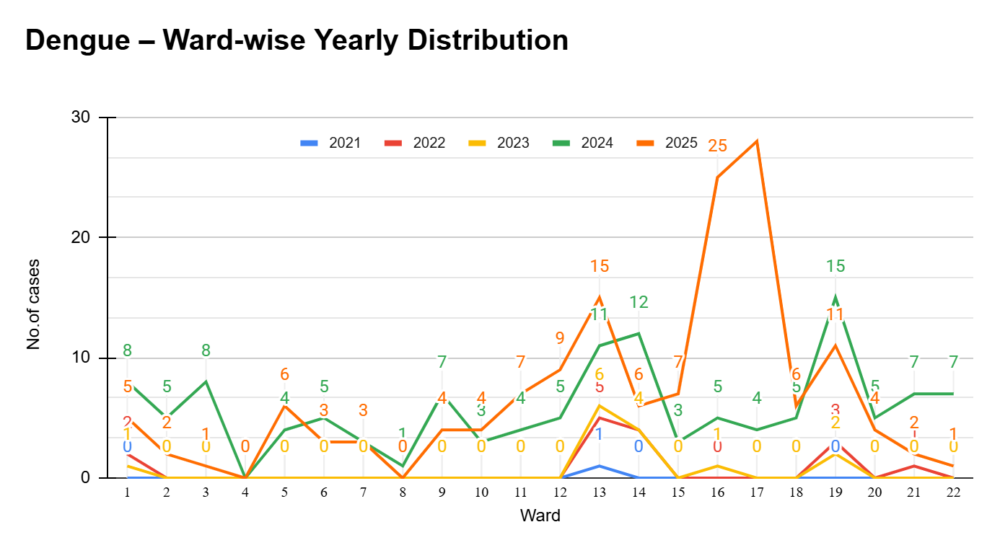 Dengue – Ward-wise Yearly Distribution
30
2021 2022 2023 2024 2025 25
20
15 15
12
11 11
9
10
8 8 7 7 7 7 7
6 6 6 6
5 5 5 5 5 5 5 5
4 4 4 4 4 4 4
3 3 3 3 3
2 2 2 2
1 1 1 1 1 1 1
0 0 0 0 0 0 0 0 0 0 0 0 0 0 0 0 0 0 0 0
0
1 2 3 4 5 6 7 8 9 10 11 12 13 14 15 16 17 18 19 20 21 22
Ward
No.of cases